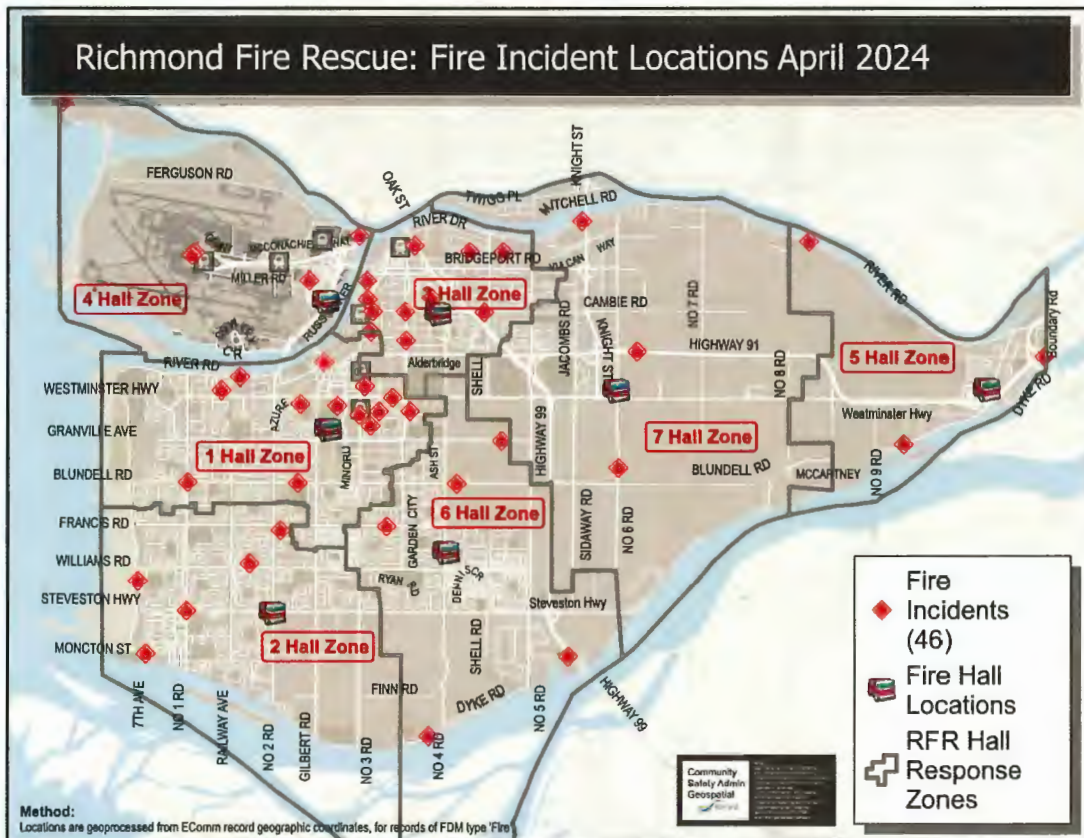 Richmond Fire Rescue: Fire Incident Locations April 2024
FERGUSON RD
OAK ST
TWIGG PL
KNIGHT ST
MITCHELL RD
RIVER DR
MCCONACHIE WAY
BRIDGEPORT RD
VULCAN WAY
MILLER RD
4 Hall Zone
3 Hall Zone
CAMBIE RD
NO 7 RD
RIVER RD
Boundary Rd
JACOMBS RD
KNIGHT ST
HIGHWAY 91
5 Hall Zone
RIVER RD
Alderbridge
SHELL
NO 8 RD
DYKE RD
WESTMINSTER HWY
AZURE
Westminster Hwy
GRANVILLE AVE
HIGHWAY 99
7 Hall Zone
1 Hall Zone
MINORU
ASH ST
BLUNDELL RD
BLUNDELL RD
MCCARTNEY
NO 9 RD
FRANCIS RD
GARDEN CITY
6 Hall Zone
SIDAWAY RD
NO 6 RD
WILLIAMS RD
RYAN RD
STEVESTON HWY
Steveston Hwy
MONCTON ST
2 Hall Zone
SHELL RD
FINN RD
DYKE RD
7TH AVE
NO 1 RD
RAILWAY AVE
NO 2 RD
GILBERT RD
NO 3 RD
NO 4 RD
NO 5 RD
HIGHWAY 99
Fire
Incidents
(46)
Fire Hall
Locations
RFR Hall
Response
Zones
Community
Safety Admin
Geospatial
Method:
Locations are geoprocessed from EComm record geographic coordinates, for records of FDM type 'Fire'